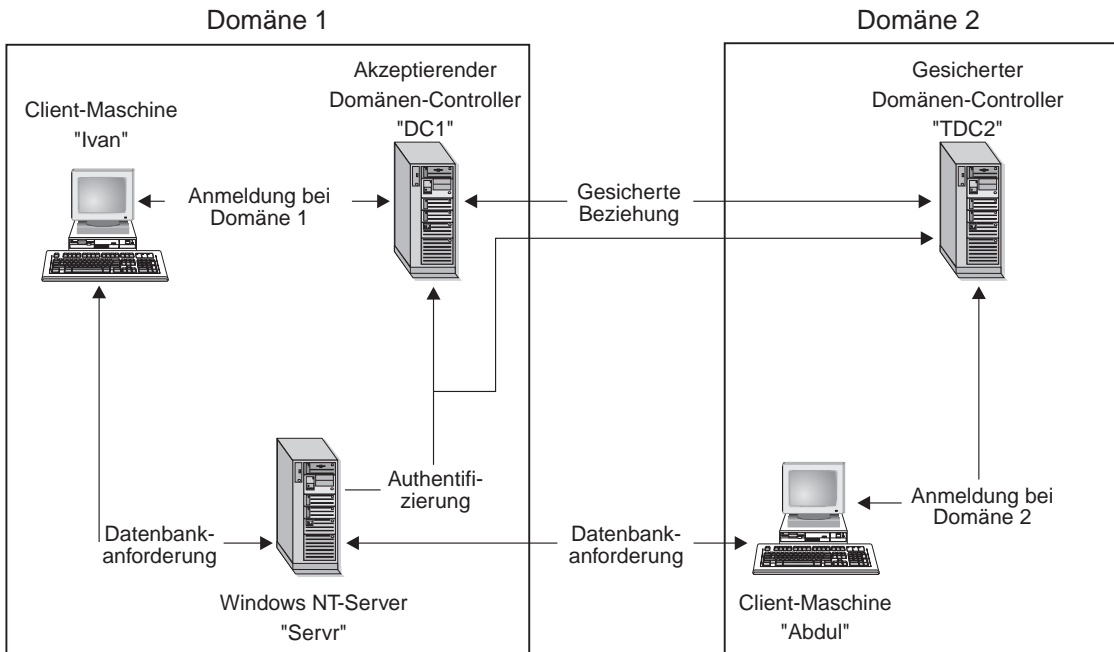 Domäne 1
Domäne 2
Client-Maschine
"Ivan"
Akzeptierender
Domänen-Controller
"DC1"
Gesicherter
Domänen-Controller
"TDC2"
Anmeldung bei
Domäne 1
Gesicherte
Beziehung
Authentifi-
zierung
Anmeldung bei
Domäne 2
Datenbank-
anforderung
Datenbank-
anforderung
Windows NT-Server
"Servr"
Client-Maschine
"Abdul"